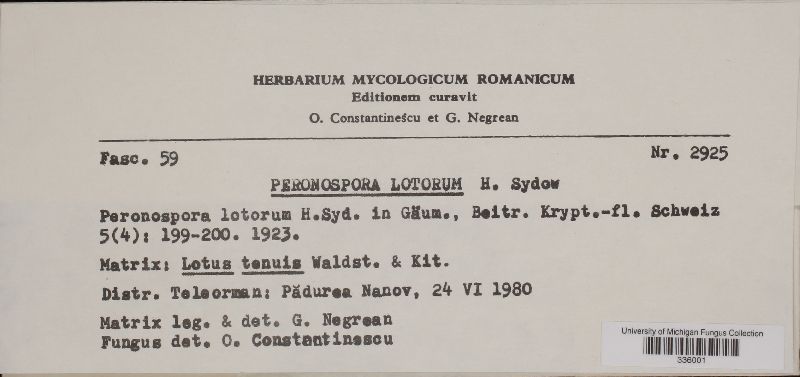 HERBARIUM MYCOLOGICUM ROMANICUM
Editionem curavit
O. Constantinescu et G. Negrean
Fasc. 59
Nr. 2925
PERONOSPORA LOTORUM H. Sydow
Peronospora lotorum H.Syd. in Gäum., Beitr. Krypt.-fl. Schweiz
5(4): 199-200. 1923.
Matrix: Lotus tenuis Waldst. & Kit.
Distr. Teleorman: Pădurea Nanov, 24 VI 1980
Matrix leg. & det. G. Negrean
Fungus det. O. Constantinescu
University of Michigan Fungus Collection
336001